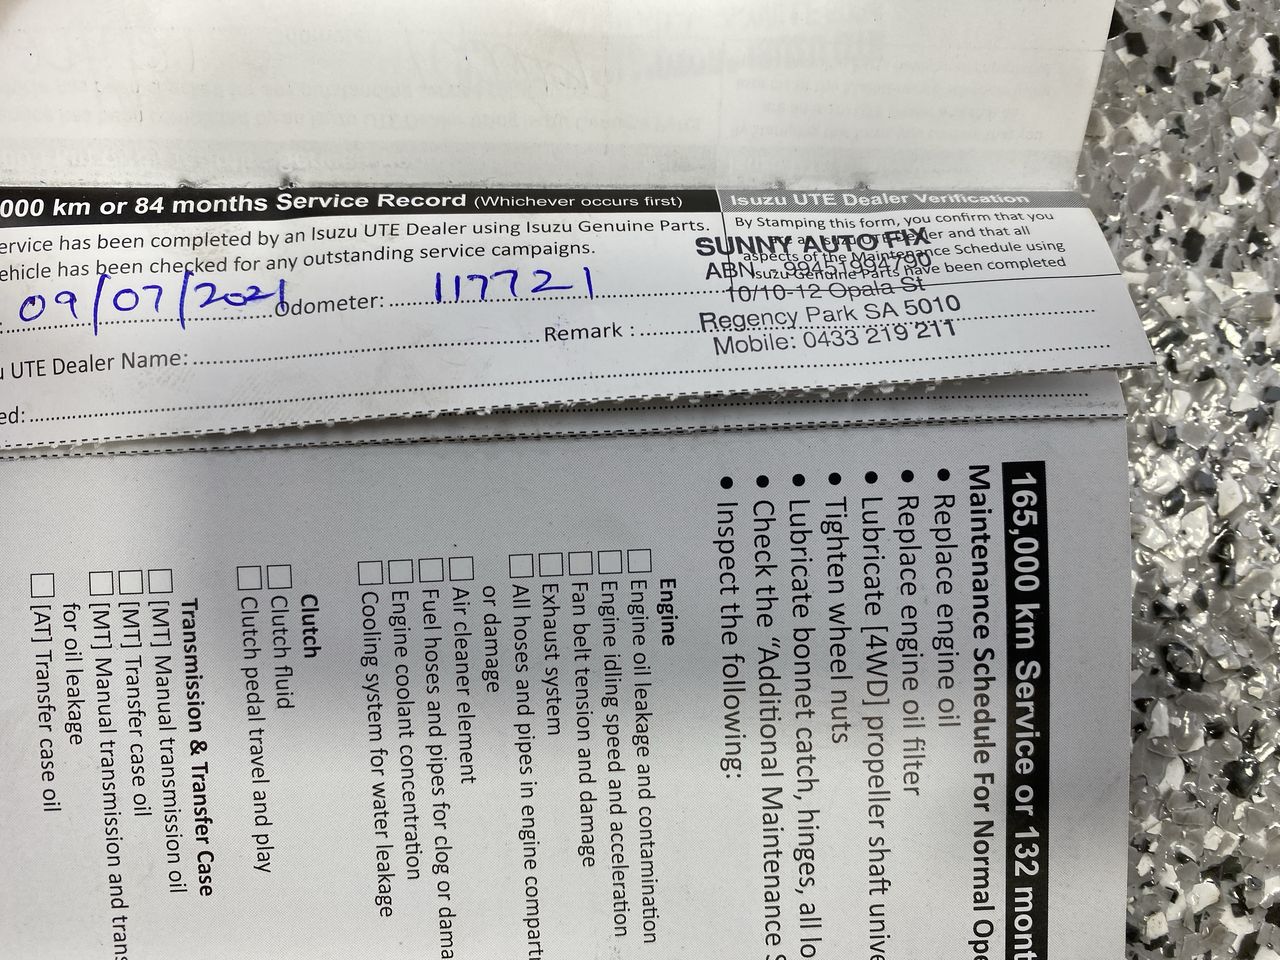 000 km or 84 months Service Record (Whichever occurs first)
Isuzu UTE Dealer Verification
ervice has been completed by an Isuzu UTE Dealer using Isuzu Genuine Parts.
ehicle has been checked for any outstanding service campaigns.
By Stamping this form, you confirm that you
aler and that all
aspects of the Maintenance Schedule using
Isuzu Genuine Parts have been completed
SUNNY AUTO FIX
ABN
10/10-12 Opala St
Regency Park SA 5010
Mobile: 0433 219 211
09/07/2021 Odometer: 117721
u UTE Dealer Name:
Remark :
ed:
165,000 km Service or 132 mont
Maintenance Schedule For Normal Ope
• Replace engine oil
• Replace engine oil filter
• Lubricate [4WD] propeller shaft unive
• Tighten wheel nuts
• Lubricate bonnet catch, hinges, all lo
• Check the “Additional Maintenance S
• Inspect the following:
Engine
Engine oil leakage and contamination
Engine idling speed and acceleration
Fan belt tension and damage
Exhaust system
All hoses and pipes in engine compart
or damage
Air cleaner element
Fuel hoses and pipes for clog or dama
Engine coolant concentration
Cooling system for water leakage
Clutch
Clutch fluid
Clutch pedal travel and play
Transmission & Transfer Case
[MT] Manual transmission oil
[MT] Transfer case oil
[MT] Manual transmission and trans
for oil leakage
[AT] Transfer case oil